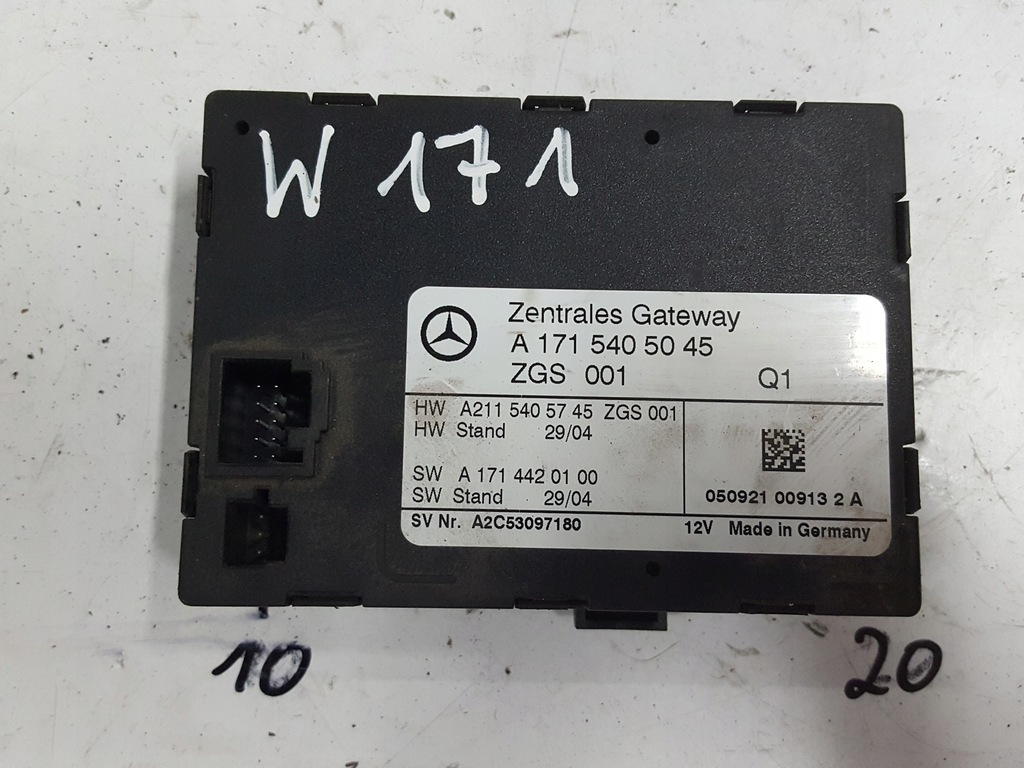 W 171
Zentrales Gateway
A 171 540 50 45
ZGS 001 Q1
HW A211 540 57 45 ZGS 001
HW Stand 29/04
SW A 171 442 01 00
SW Stand 29/04
050921 00913 2 A
SV Nr. A2C53097180 12V Made in Germany
10 20